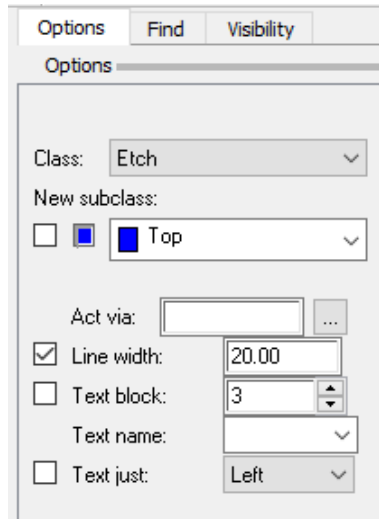 Options Find Visibility
Options
Class: Etch
New subclass:
Top
Act via: ...
Line width: 20.00
Text block: 3
Text name:
Text just: Left